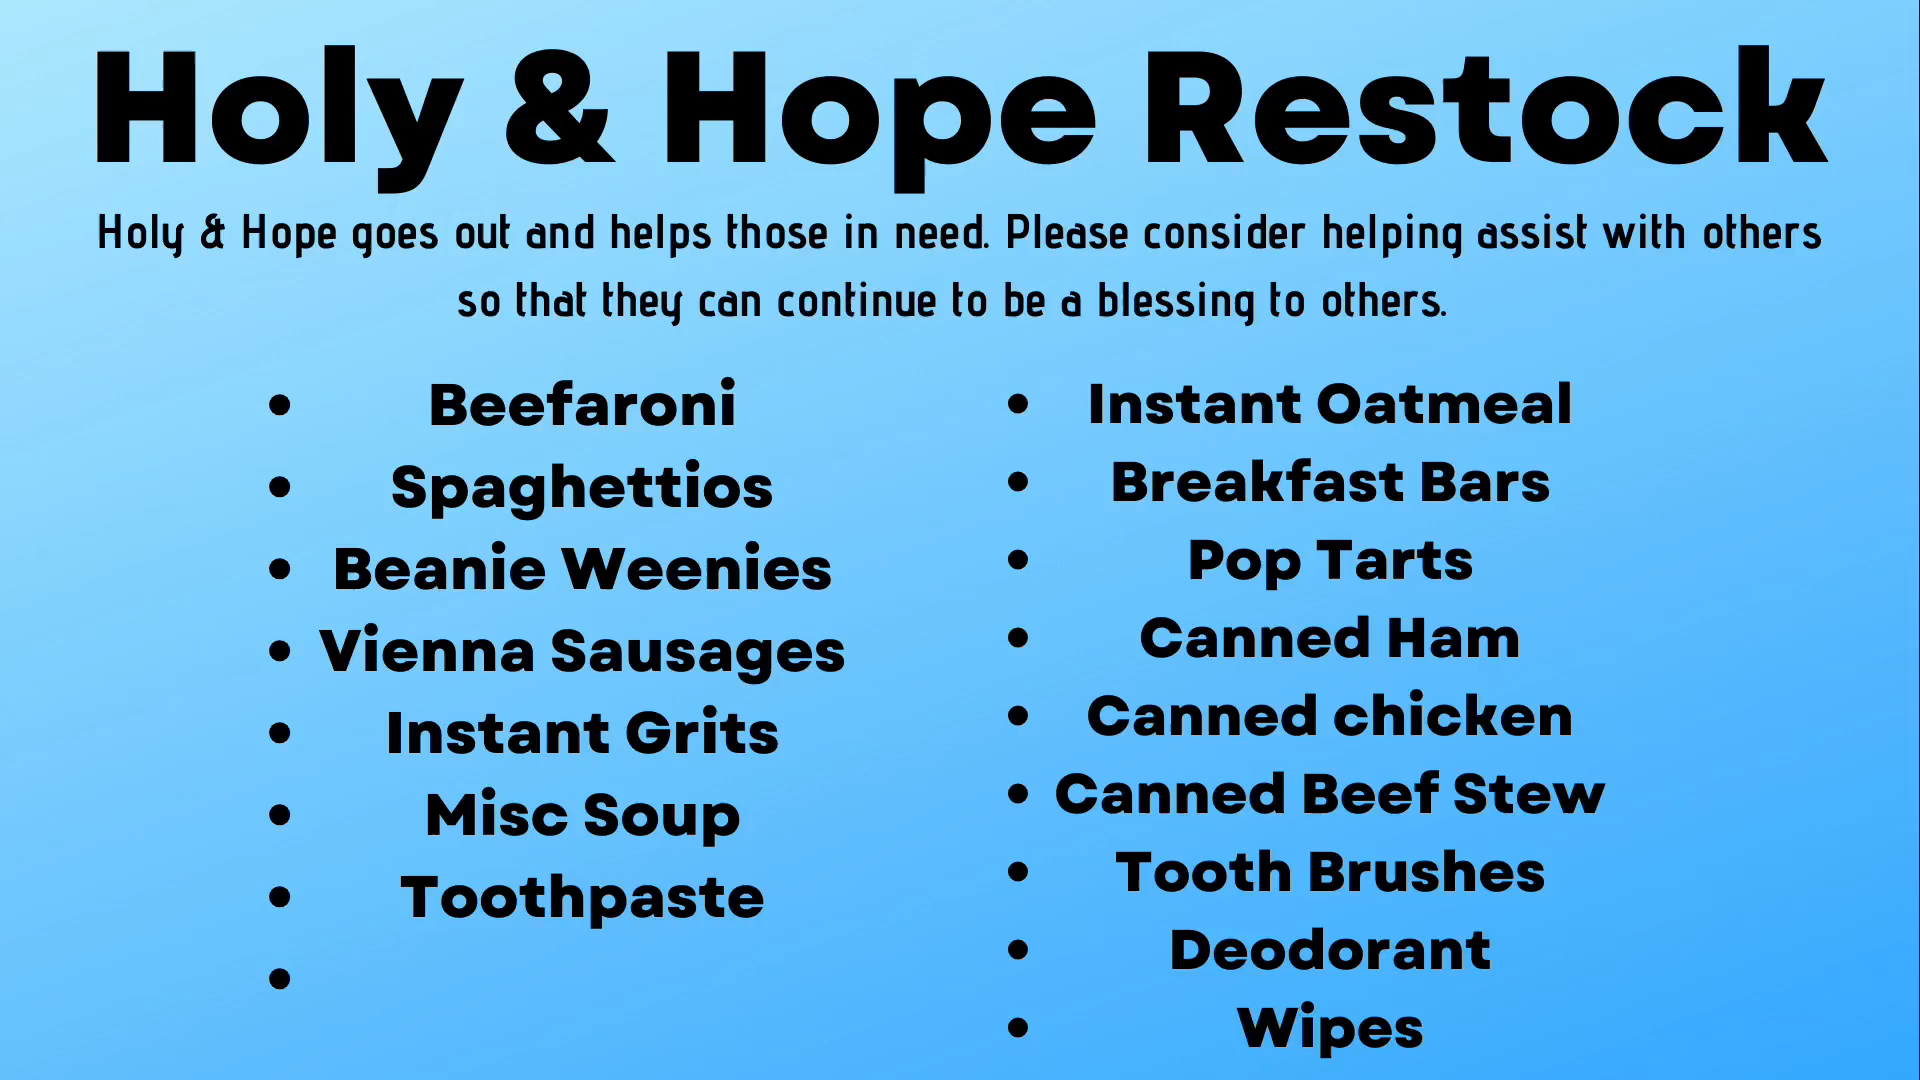 Holy & Hope Restock
Holy & Hope goes out and helps those in need. Please consider helping assist with others
so that they can continue to be a blessing to others.
• Beefaroni
• Spaghettios
• Beanie Weenies
• Vienna Sausages
• Instant Grits
• Misc Soup
• Toothpaste
•
• Instant Oatmeal
• Breakfast Bars
• Pop Tarts
• Canned Ham
• Canned chicken
• Canned Beef Stew
• Tooth Brushes
• Deodorant
• Wipes